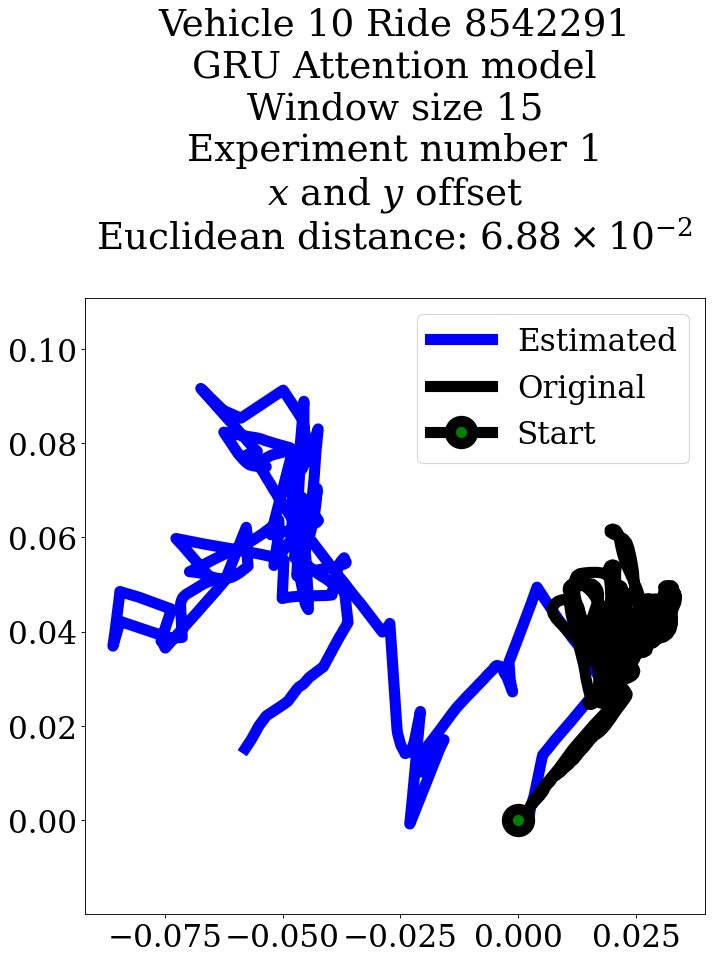 Vehicle 10 Ride 8542291
GRU Attention model
Window size 15
Experiment number 1
x and y offset
Euclidean distance: 6.88 × 10⁻²
Estimated
Original
Start
0.10
0.08
0.06
0.04
0.02
0.00
−0.075 −0.050 −0.025 0.000 0.025